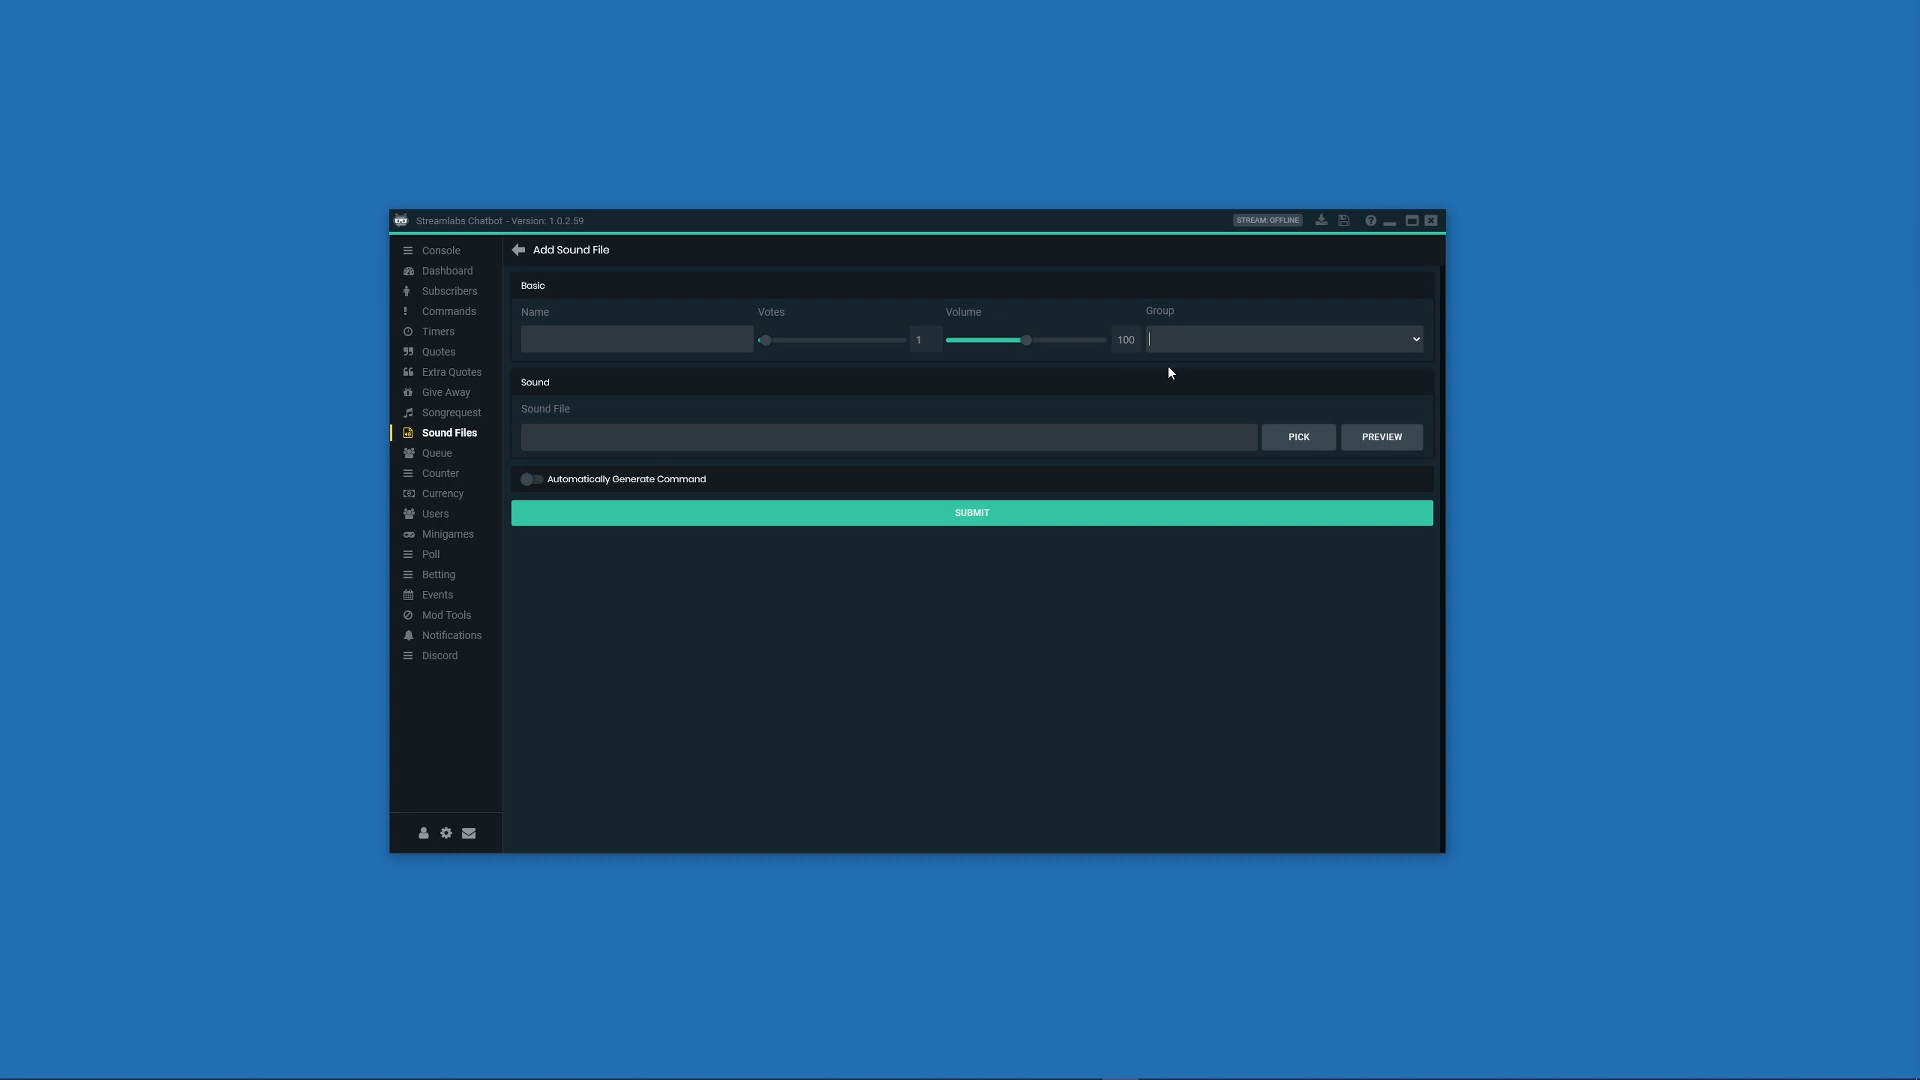 Streamlabs Chatbot - Version: 1.0.2.59
STREAM: OFFLINE
Console
Dashboard
Subscribers
Commands
Timers
Quotes
Extra Quotes
Give Away
Songrequest
Sound Files
Queue
Counter
Currency
Users
Minigames
Poll
Betting
Events
Mod Tools
Notifications
Discord
Add Sound File
Basic
Name
Votes
Volume
Group
1
100
Sound
Sound File
PICK
PREVIEW
Automatically Generate Command
SUBMIT